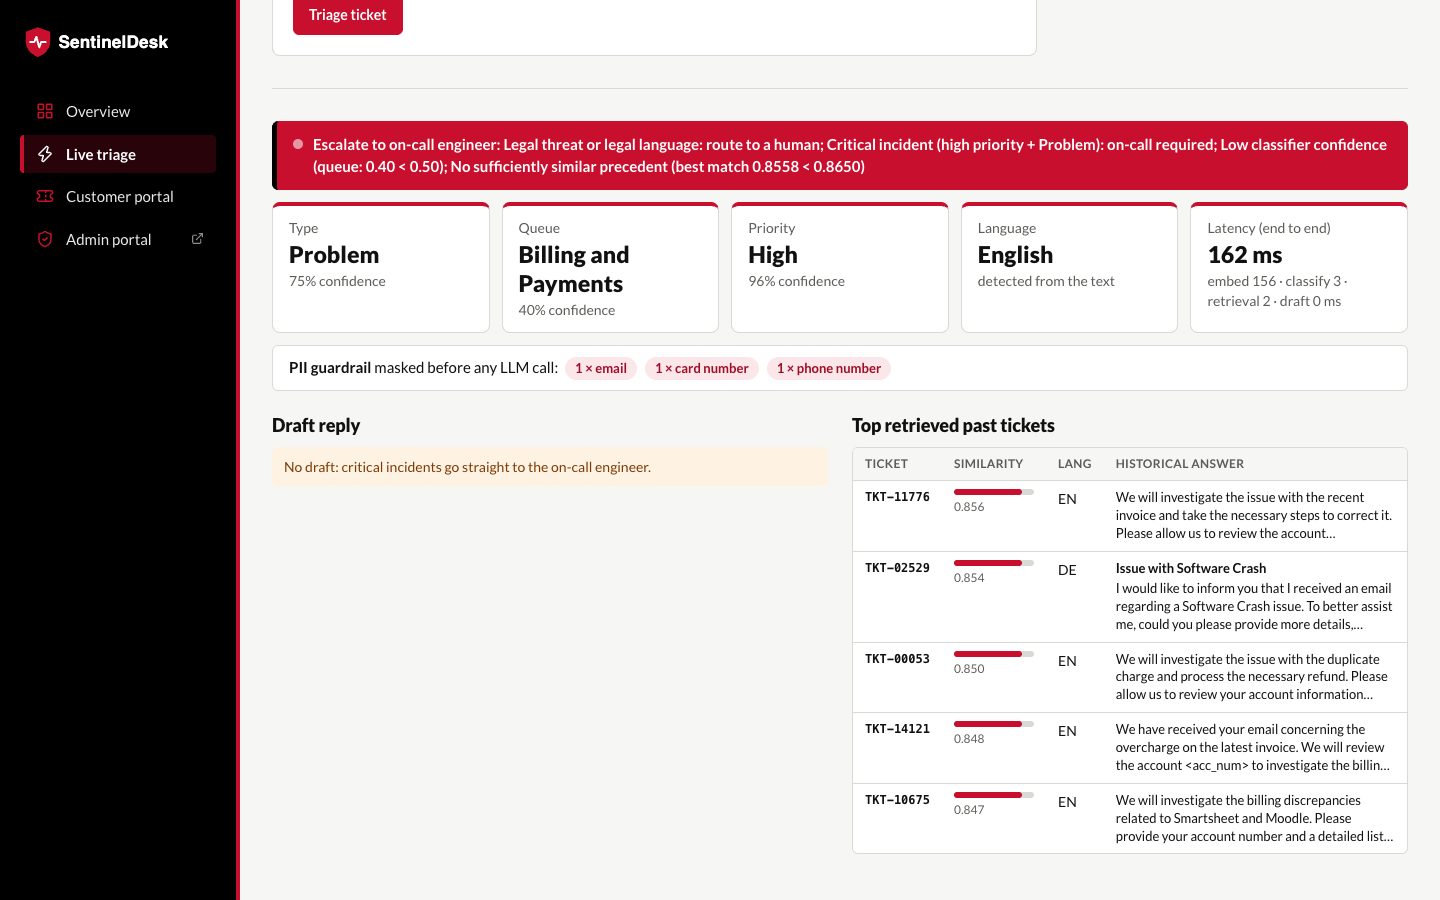 SentinelDesk
Overview
Live triage
Customer portal
Admin portal
Triage ticket
Escalate to on-call engineer: Legal threat or legal language: route to a human; Critical incident (high priority + Problem): on-call required; Low classifier confidence
(queue: 0.40 < 0.50); No sufficiently similar precedent (best match 0.8558 < 0.8650)
Type
Problem
75% confidence
Queue
Billing and
Payments
40% confidence
Priority
High
96% confidence
Language
English
detected from the text
Latency (end to end)
162 ms
embed 156 · classify 3 ·
retrieval 2 · draft 0 ms
PII guardrail masked before any LLM call: 1 × email 1 × card number 1 × phone number
Draft reply
No draft: critical incidents go straight to the on-call engineer.
Top retrieved past tickets
TICKET SIMILARITY LANG HISTORICAL ANSWER
TKT-11776 0.856 EN We will investigate the issue with the recent
invoice and take the necessary steps to correct it.
Please allow us to review the account...
TKT-02529 0.854 DE Issue with Software Crash
I would like to inform you that I received an email
regarding a Software Crash issue. To better assist
me, could you please provide more details,...
TKT-00053 0.850 EN We will investigate the issue with the duplicate
charge and process the necessary refund. Please
allow us to review your account information...
TKT-14121 0.848 EN We have received your email concerning the
overcharge on the latest invoice. We will review
the account <acc_num> to investigate the billin...
TKT-10675 0.847 EN We will investigate the billing discrepancies
related to Smartsheet and Moodle. Please
provide your account number and a detailed list...